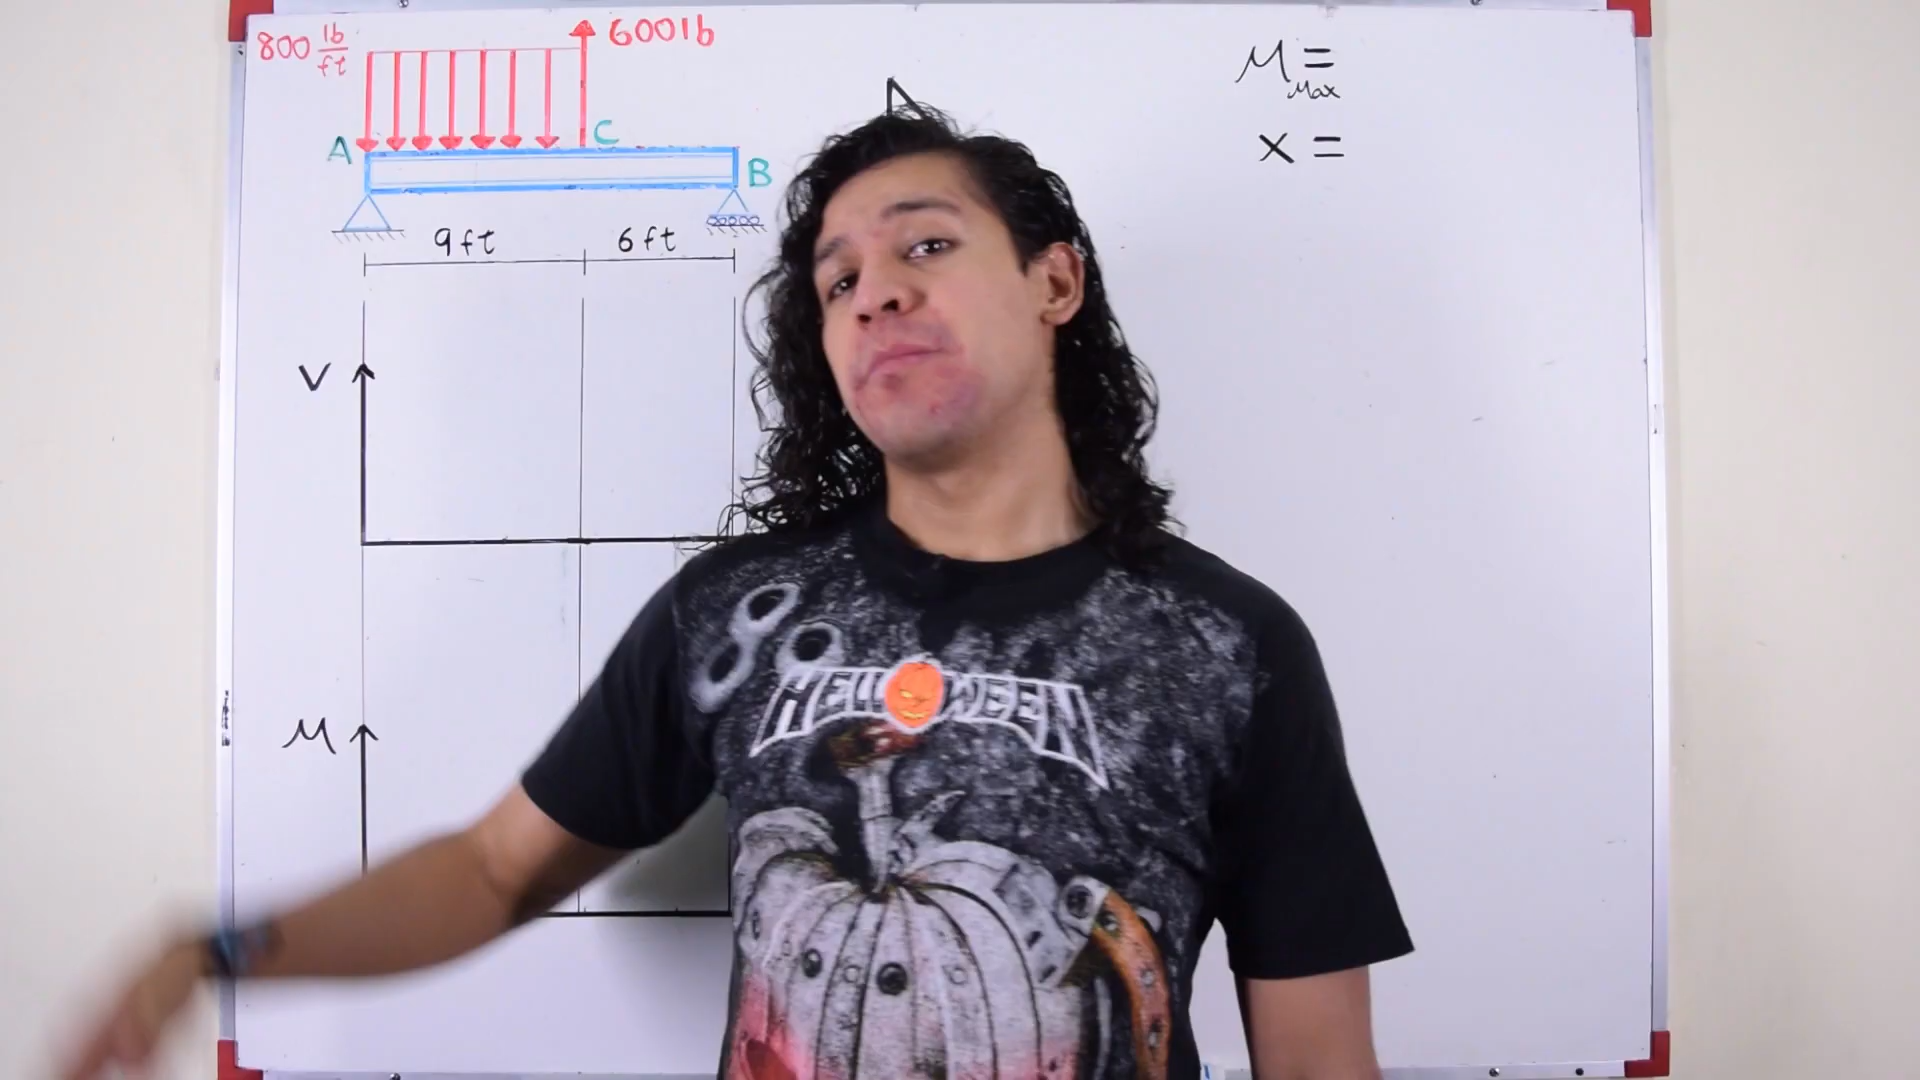 800 lb/ft
600 lb
A
C
B
9 ft
6 ft
V
M
M Max =
x =
HELLOWEEN